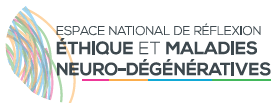 ESPACE NATIONAL DE RÉFLEXION
ÉTHIQUE ET MALADIES
NEURO-DÉGÉNÉRATIVES